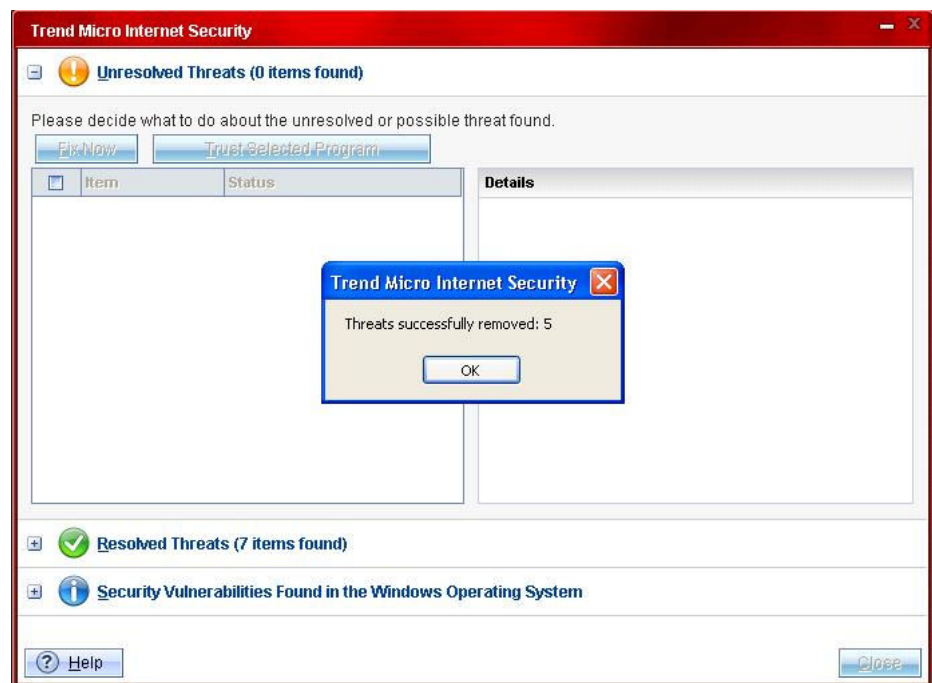 Trend Micro Internet Security
Unresolved Threats (0 items found)
Please decide what to do about the unresolved or possible threat found.
Fix Now
Trust Selected Program
Item
Status
Details
Trend Micro Internet Security
Threats successfully removed: 5
OK
Resolved Threats (7 items found)
Security Vulnerabilities Found in the Windows Operating System
Help
Close